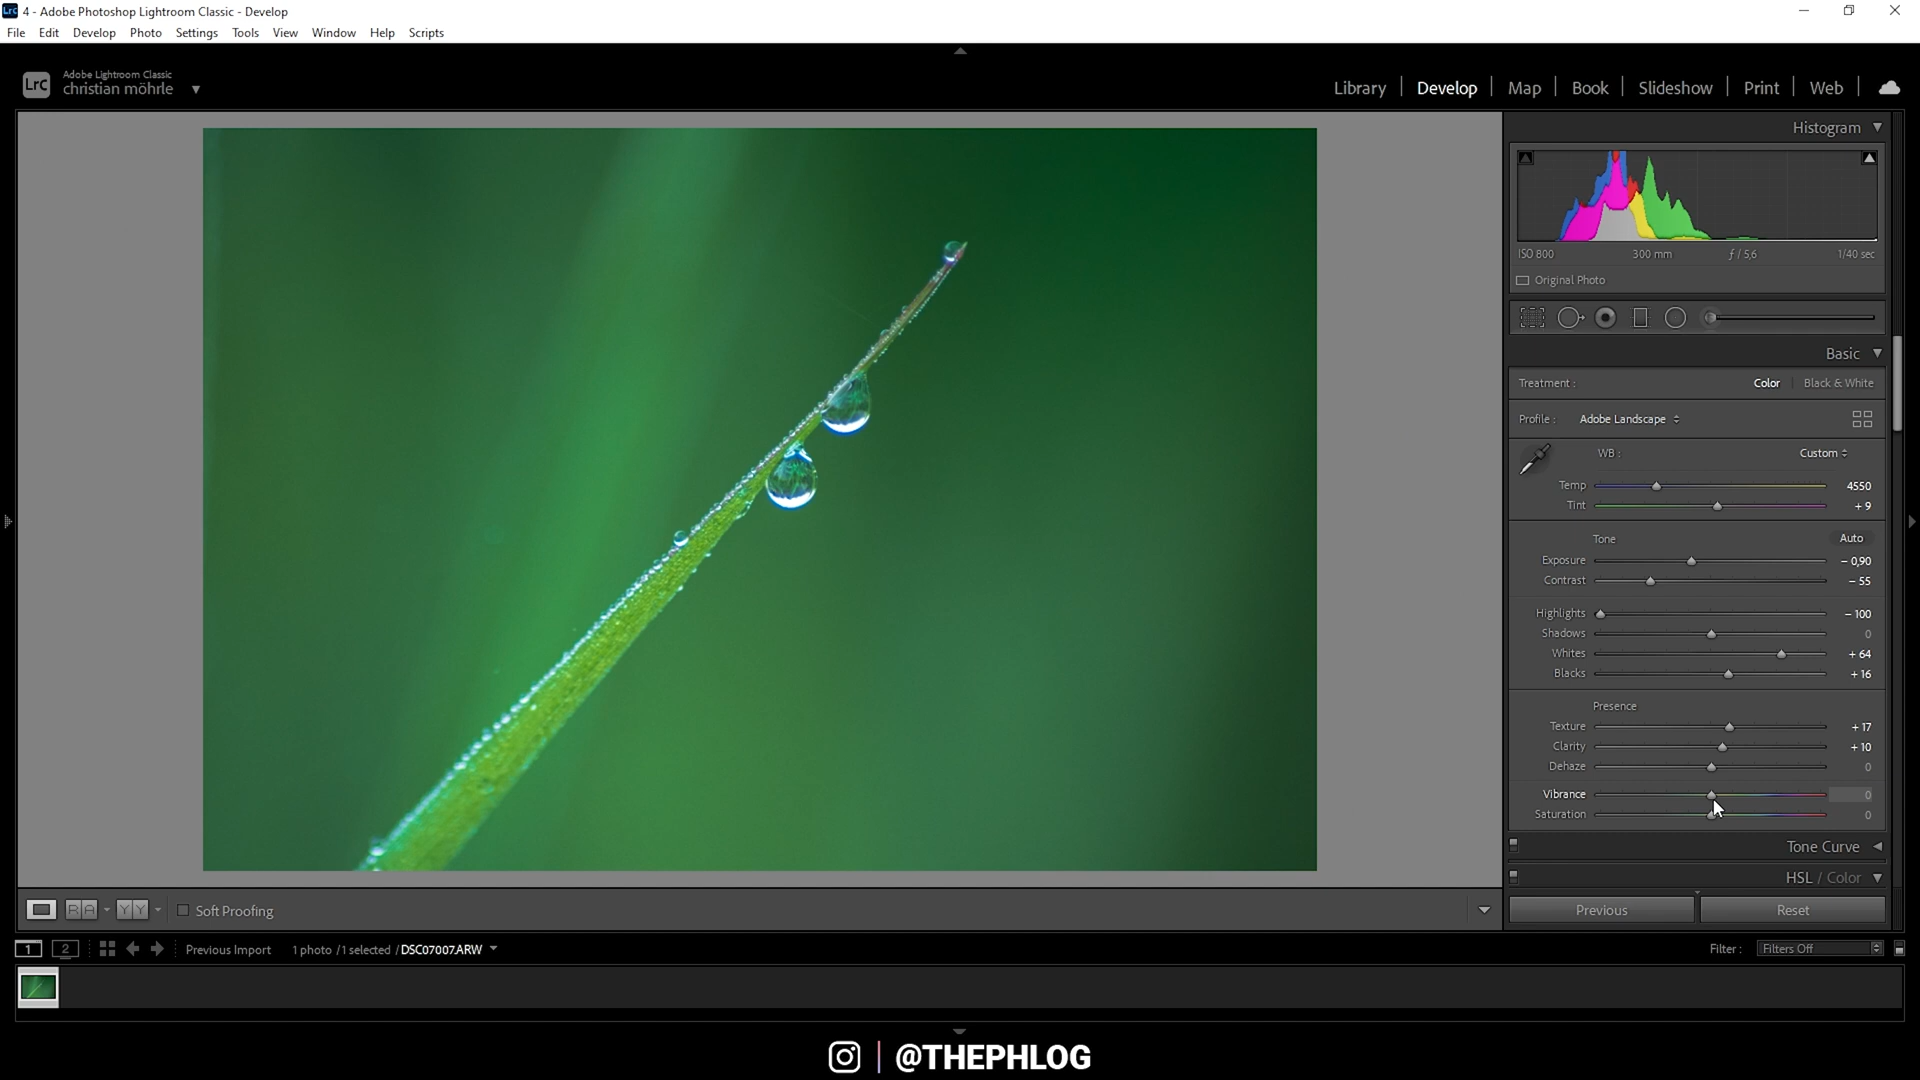 Lrc 4 - Adobe Photoshop Lightroom Classic - Develop
File Edit Develop Photo Settings Tools View Window Help Scripts
LrC Adobe Lightroom Classic
christian möhrle
Library Develop Map Book Slideshow Print Web
Histogram
ISO 800 300 mm ƒ / 5,6 1/40 sec
Original Photo
Basic
Treatment : Color Black & White
Profile : Adobe Landscape
WB : Custom
Temp 4550
Tint + 9
Tone Auto
Exposure – 0,90
Contrast – 55
Highlights – 100
Shadows 0
Whites + 64
Blacks + 16
Presence
Texture + 17
Clarity + 10
Dehaze 0
Vibrance 0
Saturation 0
Tone Curve
HSL / Color
Previous Reset
R A Y Y Soft Proofing
1 2 Previous Import 1 photo / 1 selected / DSC07007.ARW Filter : Filters Off
@THEPHLOG